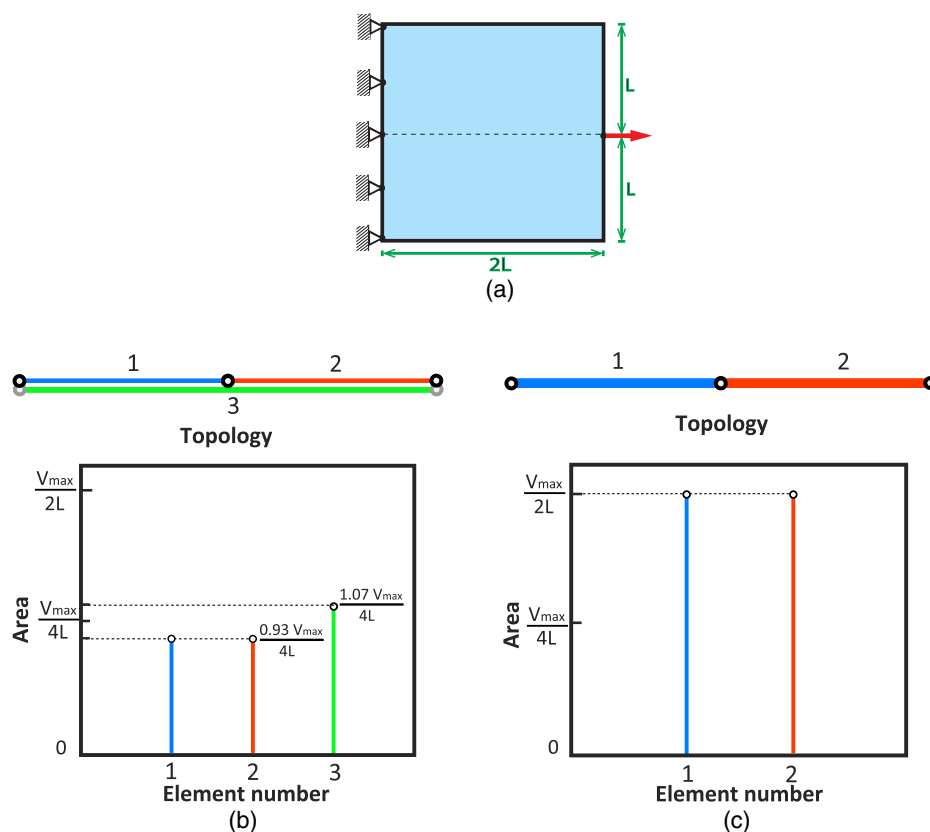 L
L
2L
(a)
1 2
3
Topology
Area
Vmax
2L
Vmax
4L
0
1.07 Vmax
4L
0.93 Vmax
4L
1 2 3
Element number
(b)
1 2
Topology
Area
Vmax
2L
Vmax
4L
0
1 2
Element number
(c)